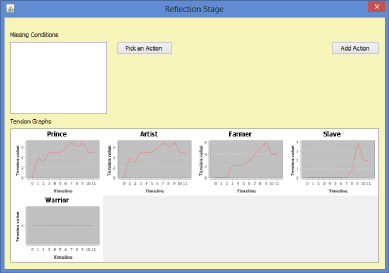 Reflection Stage
Missing Conditions
Pick an Action
Add Action
Tension Graphs
Prince
Artist
Farmer
Slave
Tension value
Tension value
Tension value
Tension value
0 1 2 3 4 5 6 7 8 9 10 11
0 1 2 3 4 5 6 7 8 9 10 11
0 1 2 3 4 5 6 7 8 9 10 11
0 1 2 3 4 5 6 7 8 9 10 11
Timeline
Timeline
Timeline
Timeline
Warrior
Tension value
0
0 1 2 3 4 5 6 7 8 9 10 11
Timeline